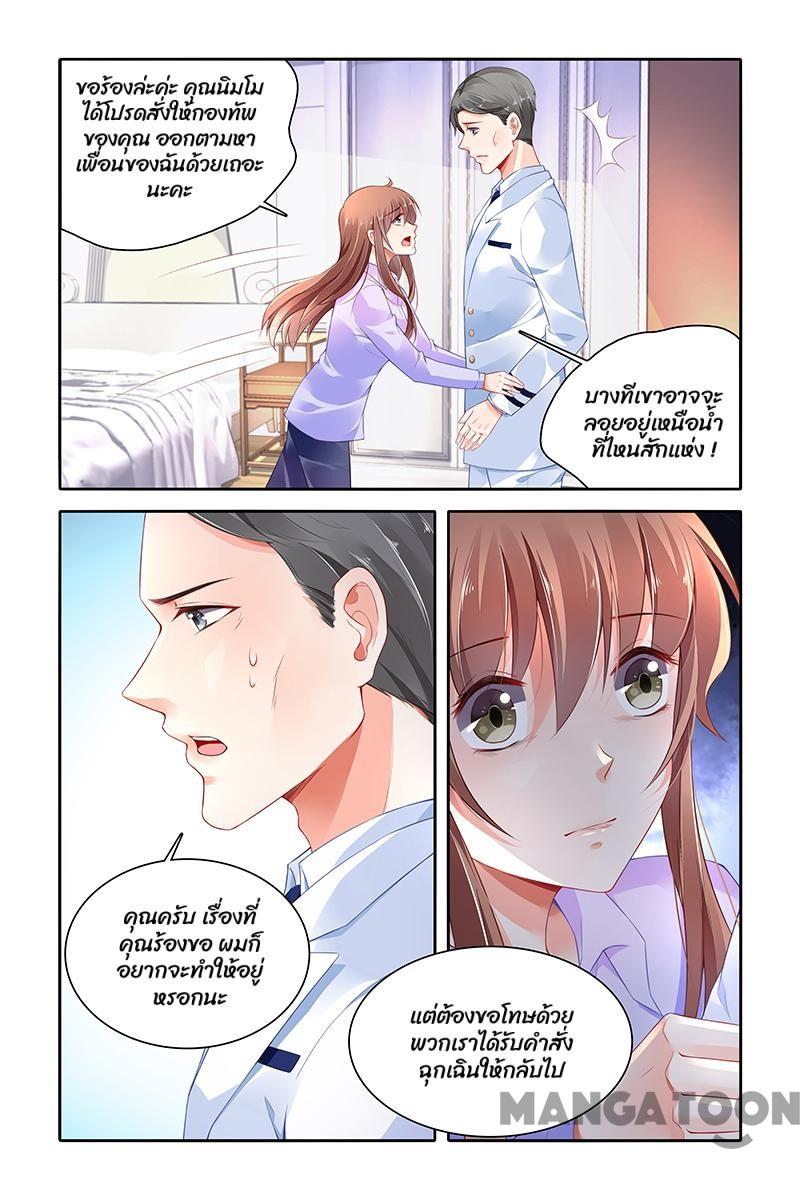 ขอร้องล่ะค่ะ คุณนิมโม
ได้โปรดสั่งให้กองทัพ
ของคุณ ออกตามหา
เพื่อนของฉันด้วยเถอะ
นะคะ
บางทีเขาอาจจะ
ลอยอยู่เหนือน้ำ
ที่ไหนสักแห่ง !
คุณครับ เรื่องที่
คุณร้องขอ ผมก็
อยากจะทำให้อยู่
หรอกนะ
แต่ต้องขอโทษด้วย
พวกเราได้รับคำสั่ง
ฉุกเฉินให้กลับไป
MANGATOON